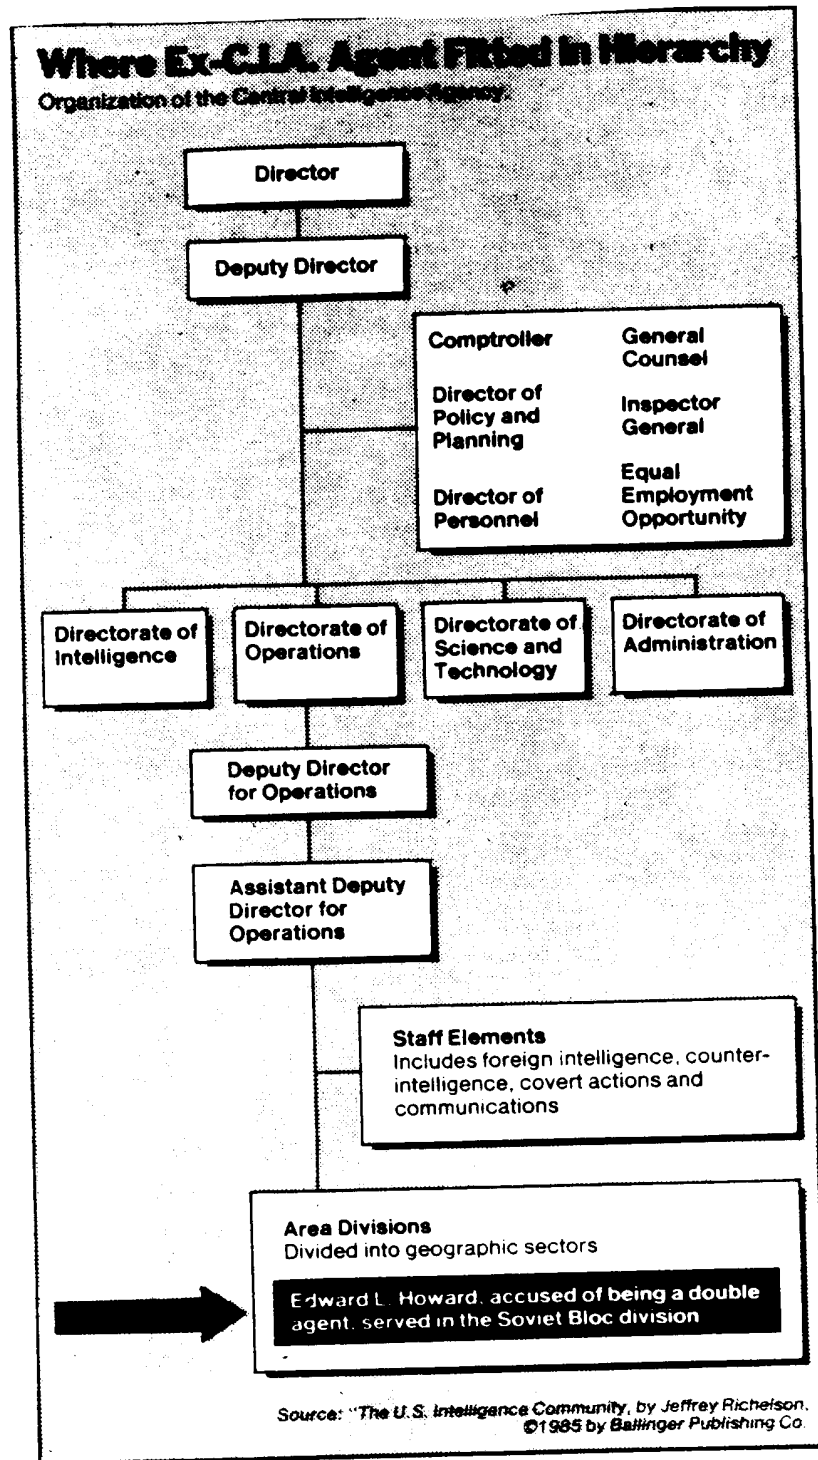 Where Ex-C.I.A. Agent Fitted in Hierarchy
Organization of the Central Intelligence Agency.
Director
Deputy Director
Comptroller
General
Counsel
Director of
Policy and
Planning
Inspector
General
Director of
Personnel
Equal
Employment
Opportunity
Directorate of
Intelligence
Directorate of
Operations
Directorate of
Science and
Technology
Directorate of
Administration
Deputy Director
for Operations
Assistant Deputy
Director for
Operations
Staff Elements
Includes foreign intelligence, counter-
intelligence, covert actions and
communications
Area Divisions
Divided into geographic sectors
Edward L. Howard, accused of being a double
agent, served in the Soviet Bloc division
Source: "The U.S. Intelligence Community, by Jeffrey Richelson,
©1985 by Ballinger Publishing Co.